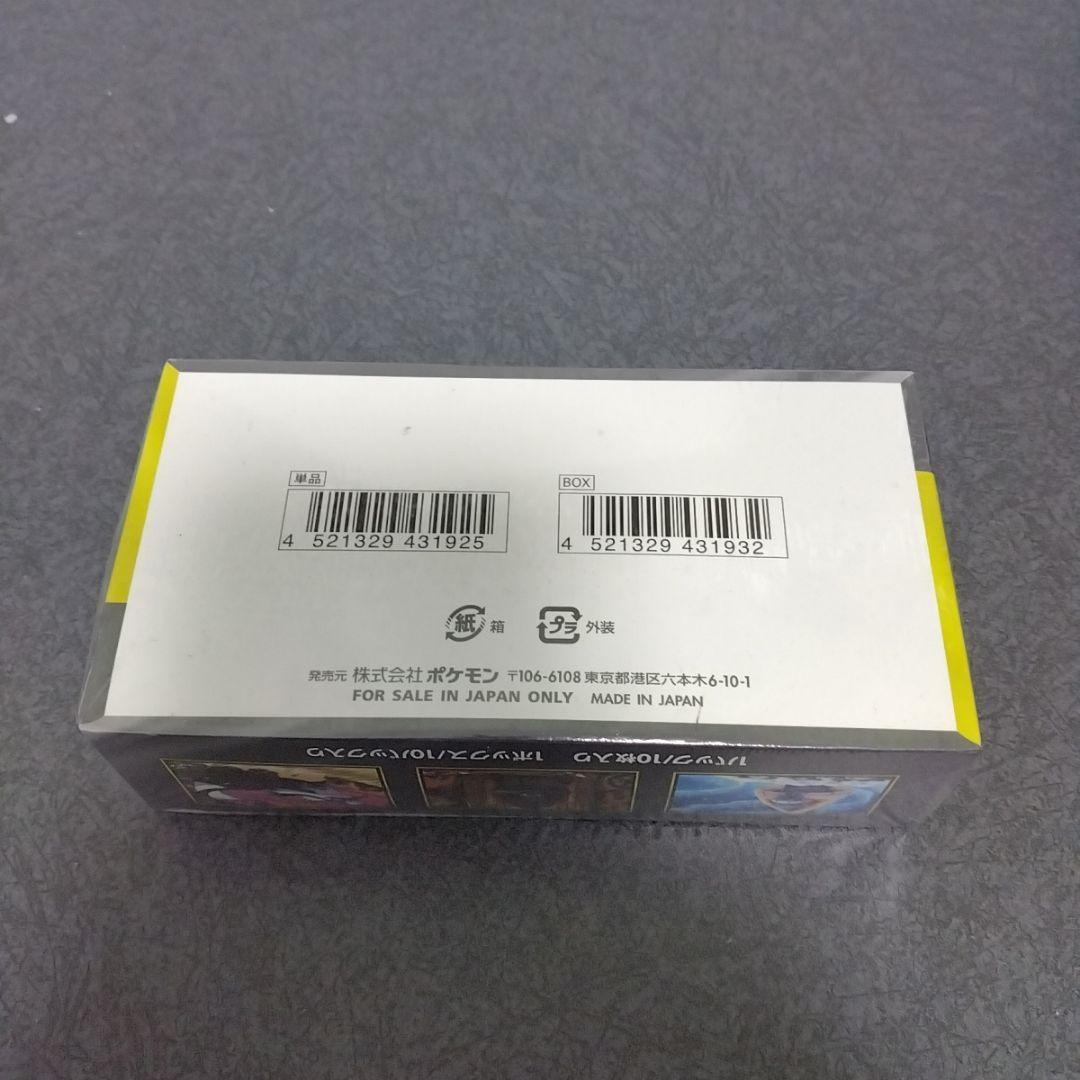 単品
4 521329 431925
BOX
4 521329 431932
紙 箱
プラ 外装
発売元 株式会社 ポケモン 〒106-6108 東京都港区六本木6-10-1
FOR SALE IN JAPAN ONLY MADE IN JAPAN
1パック/10枚入り 1ボックス/10パック入り